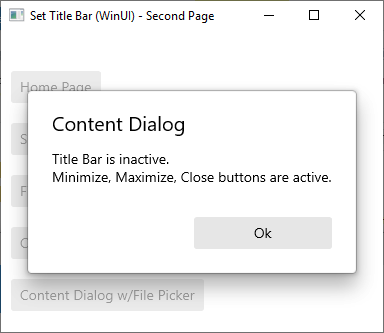 Set Title Bar (WinUI) - Second Page
Home Page
S
Content Dialog
Title Bar is inactive.
Minimize, Maximize, Close buttons are active.
F
C
Ok
Content Dialog w/File Picker